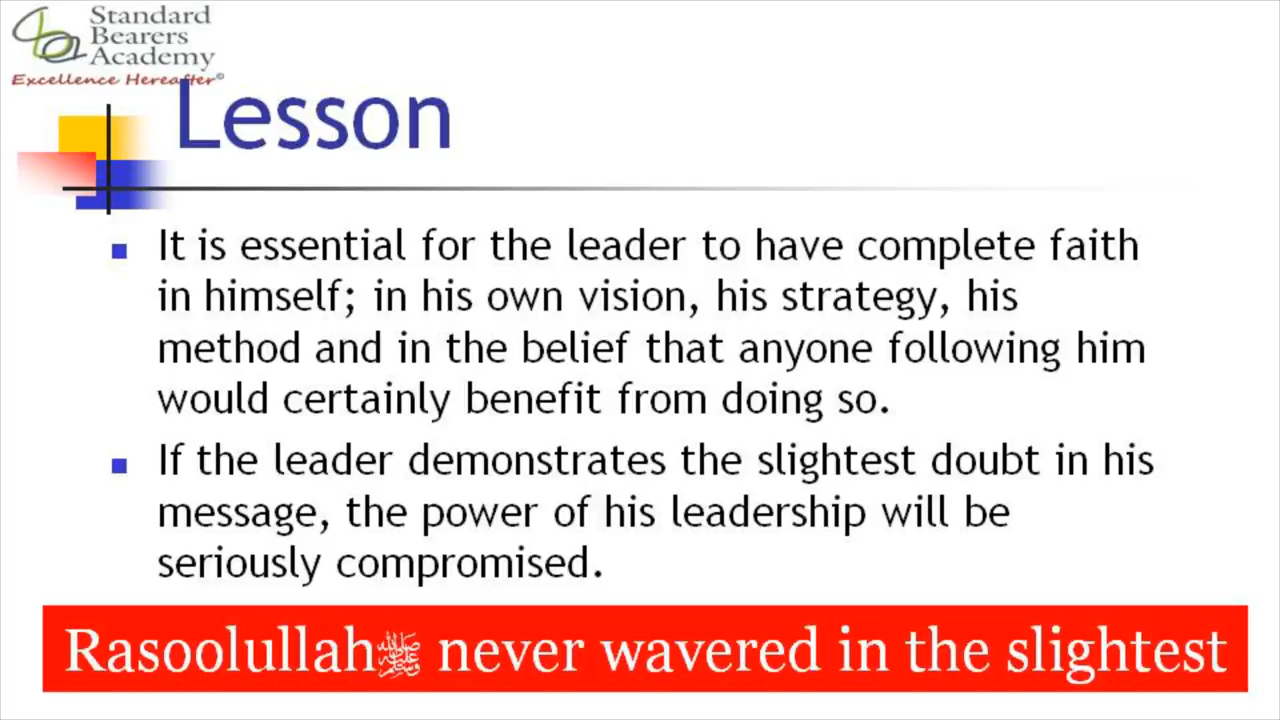 Standard
Bearers
Academy
Excellence Hereafter©
Lesson
It is essential for the leader to have complete faith
in himself; in his own vision, his strategy, his
method and in the belief that anyone following him
would certainly benefit from doing so.
If the leader demonstrates the slightest doubt in his
message, the power of his leadership will be
seriously compromised.
Rasoolullahﷺ never wavered in the slightest